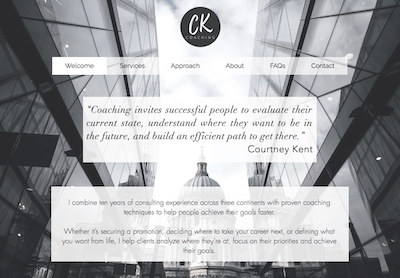 CK
COACHING
Welcome Services Approach About FAQs Contact
“Coaching invites successful people to evaluate their
current state, understand where they want to be in
the future, and build an efficient path to get there.”
Courtney Kent
I combine ten years of consulting experience across three continents with proven coaching
techniques to help people achieve their goals faster.
Whether it's securing a promotion, deciding where to take your career next, or defining what
you want from life, I help clients analyze where they're at, focus on their priorities and achieve
their goals.